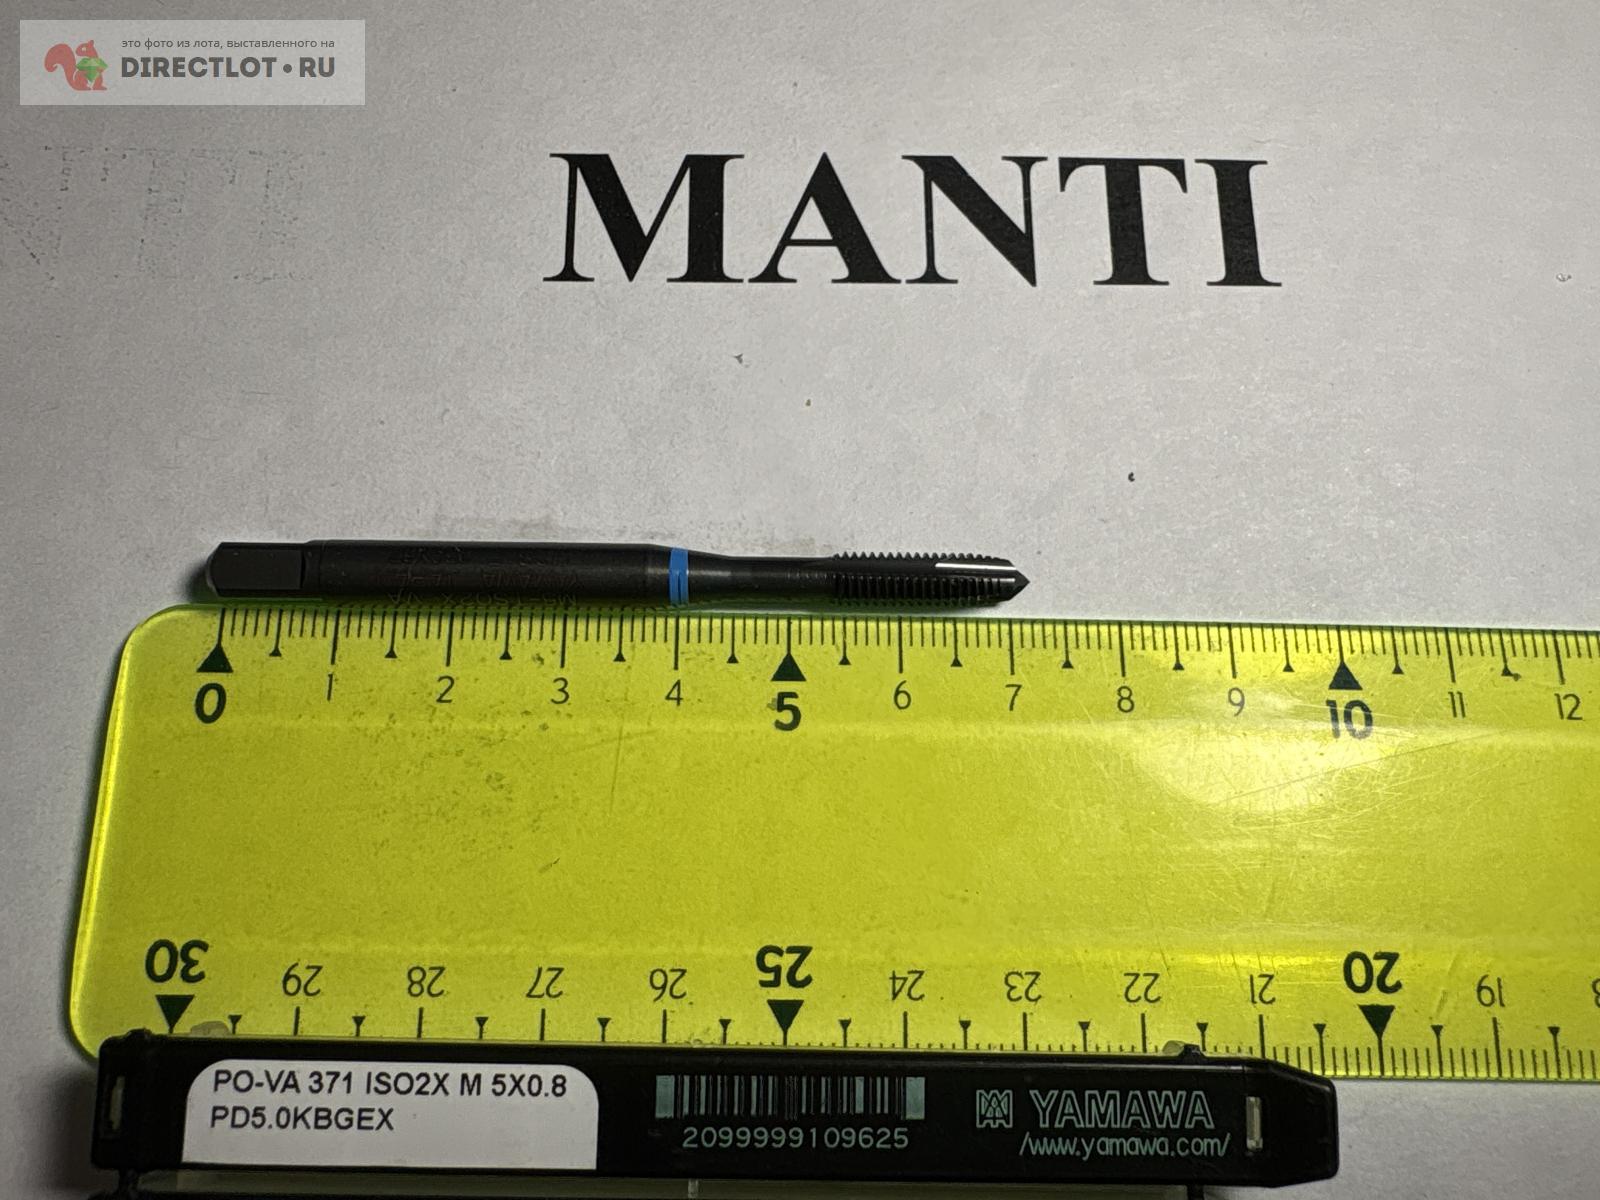 это фото из лота, выставленного на
DIRECTLOT•RU
MANTI
0 1 2 3 4 5 6 7 8 9 10 11 12
30 29 28 27 26 25 24 23 22 21 20 19
PO-VA 371 ISO2X M 5X0.8
PD5.0KBGEX
2099999109625
YAMAWA
/www.yamawa.com/